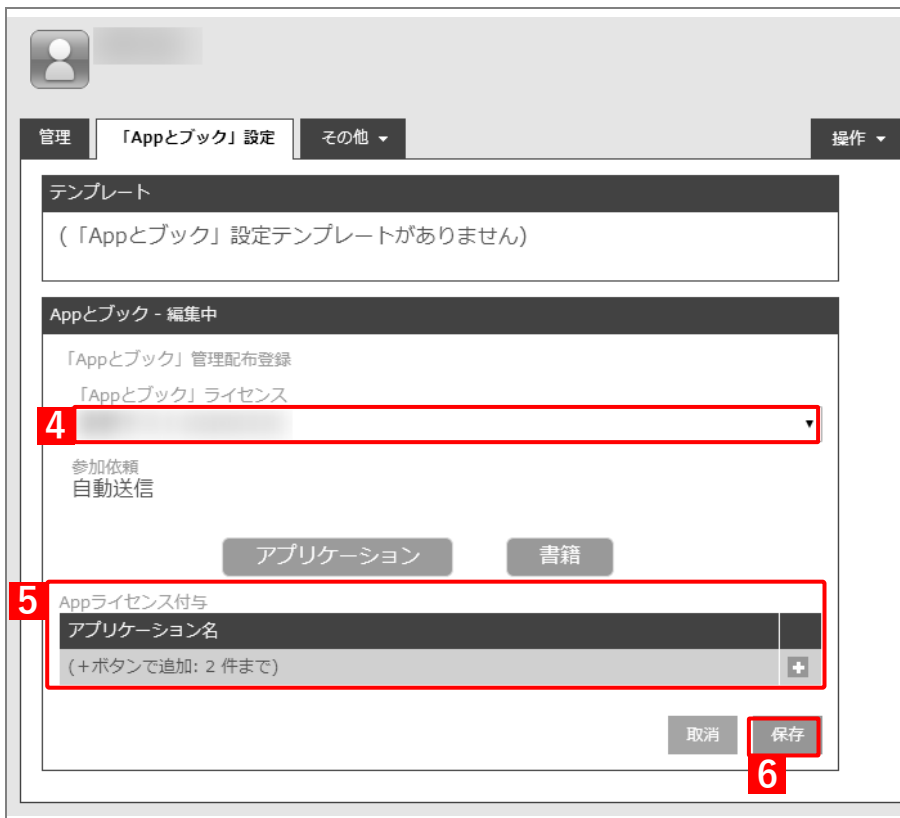 管理 「Appとブック」設定 その他 操作
テンプレート
(「Appとブック」設定テンプレートがありません)
Appとブック - 編集中
「Appとブック」管理配布登録
「Appとブック」ライセンス
4
参加依頼
自動送信
アプリケーション 書籍
5
Appライセンス付与
アプリケーション名
(+ボタンで追加: 2 件まで)
取消 保存
6